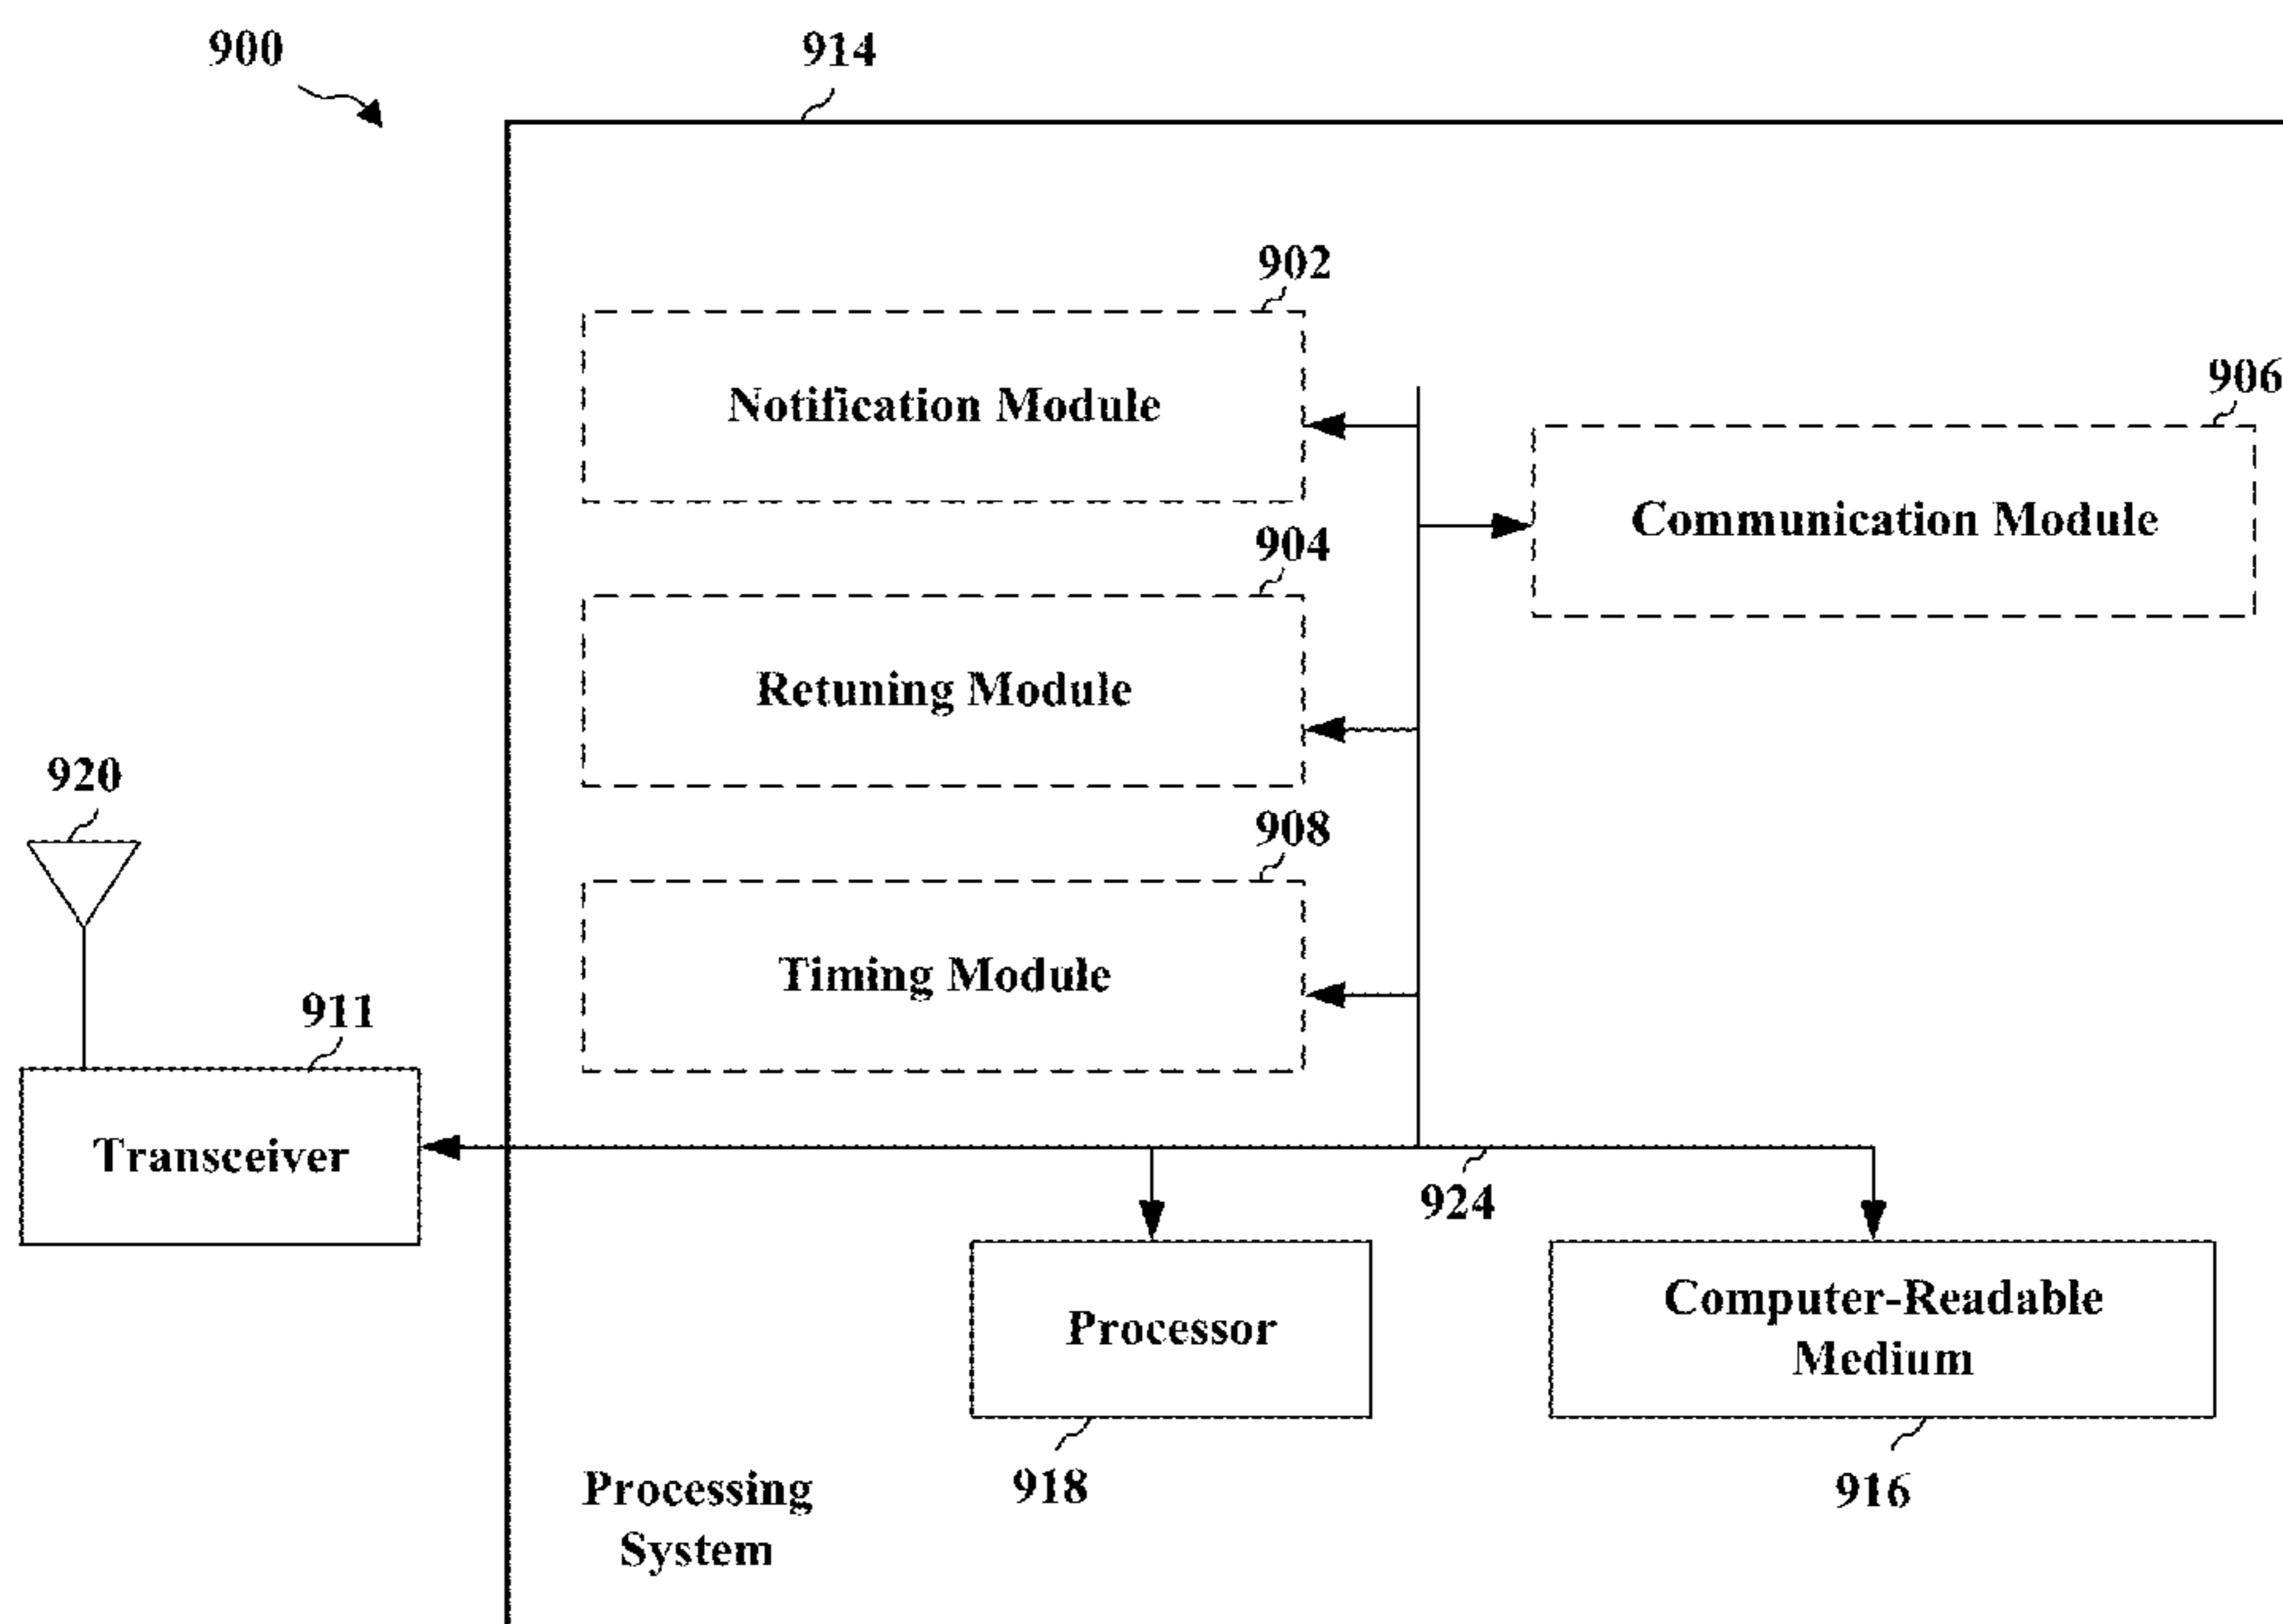 900
914
902
Notification Module
906
Communication Module
904
Retuning Module
920
908
Timing Module
911
Transceiver
924
Processor
Computer-Readable
Medium
918
916
Processing
System